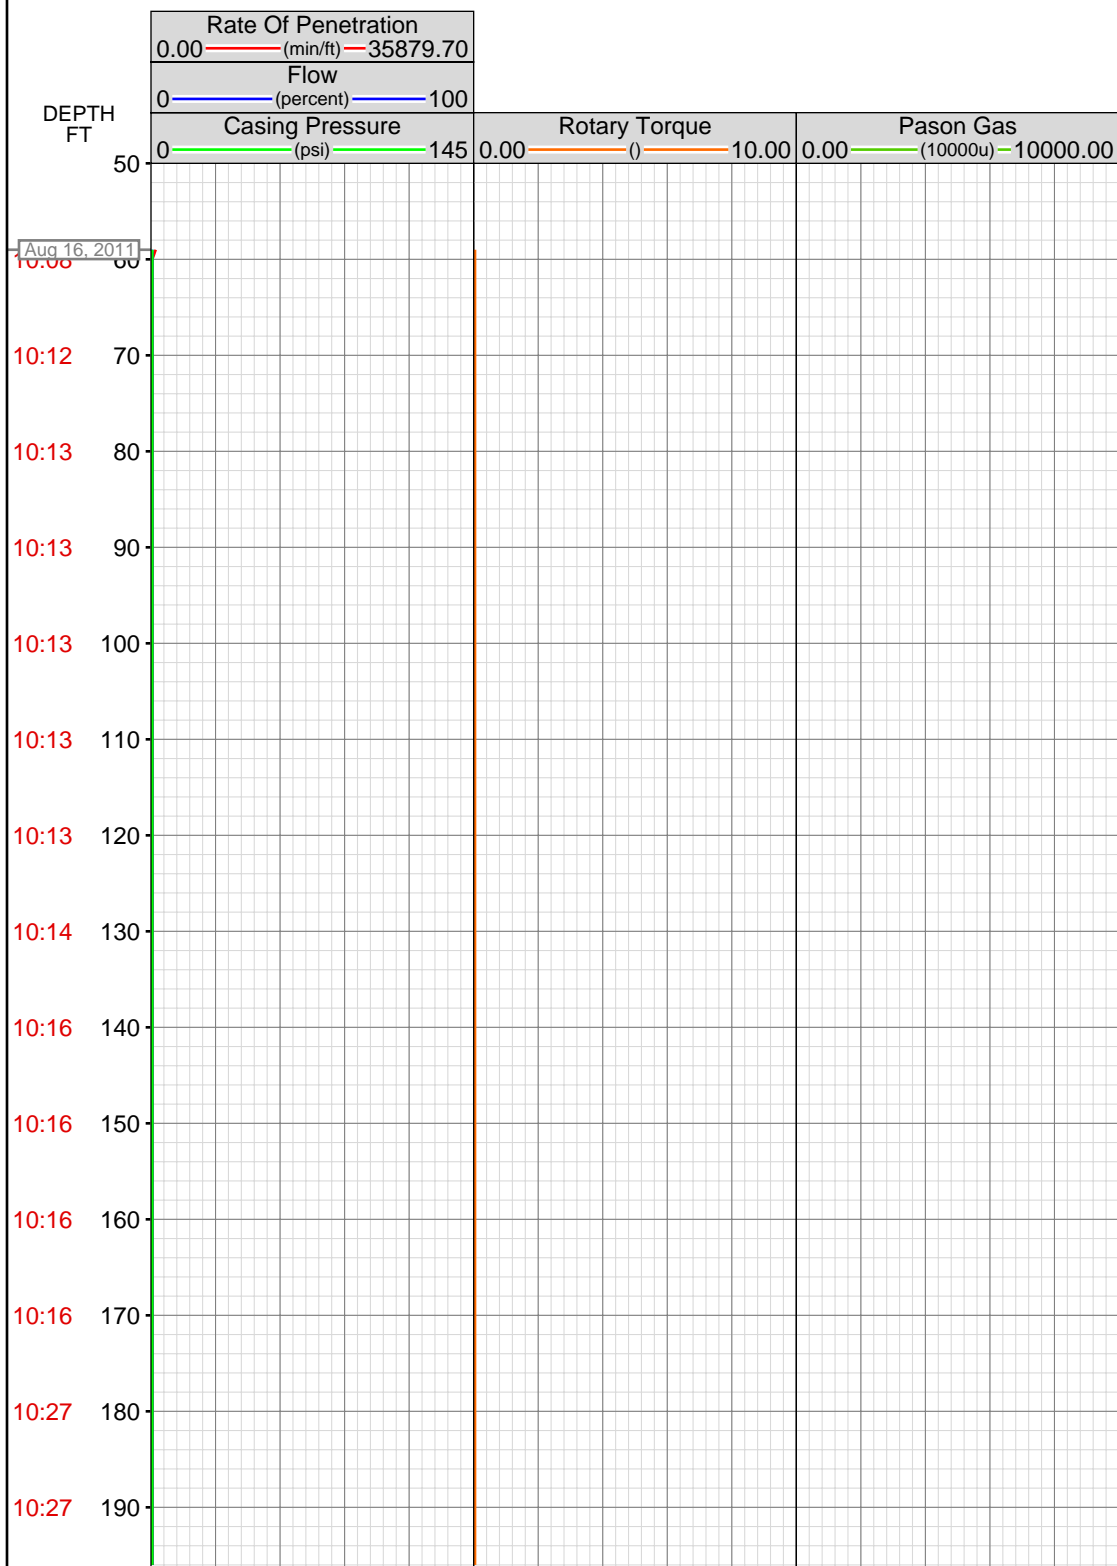 Rate Of Penetration
0.00 (min/ft) 35879.70
Flow
0 (percent) 100
DEPTH
FT
Casing Pressure
0 (psi) 145
Rotary Torque
0.00 () 10.00
Pason Gas
0.00 (10000u) 10000.00
50
Aug 16, 2011
10:08 60
10:12 70
10:13 80
10:13 90
10:13 100
10:13 110
10:13 120
10:14 130
10:16 140
10:16 150
10:16 160
10:16 170
10:27 180
10:27 190